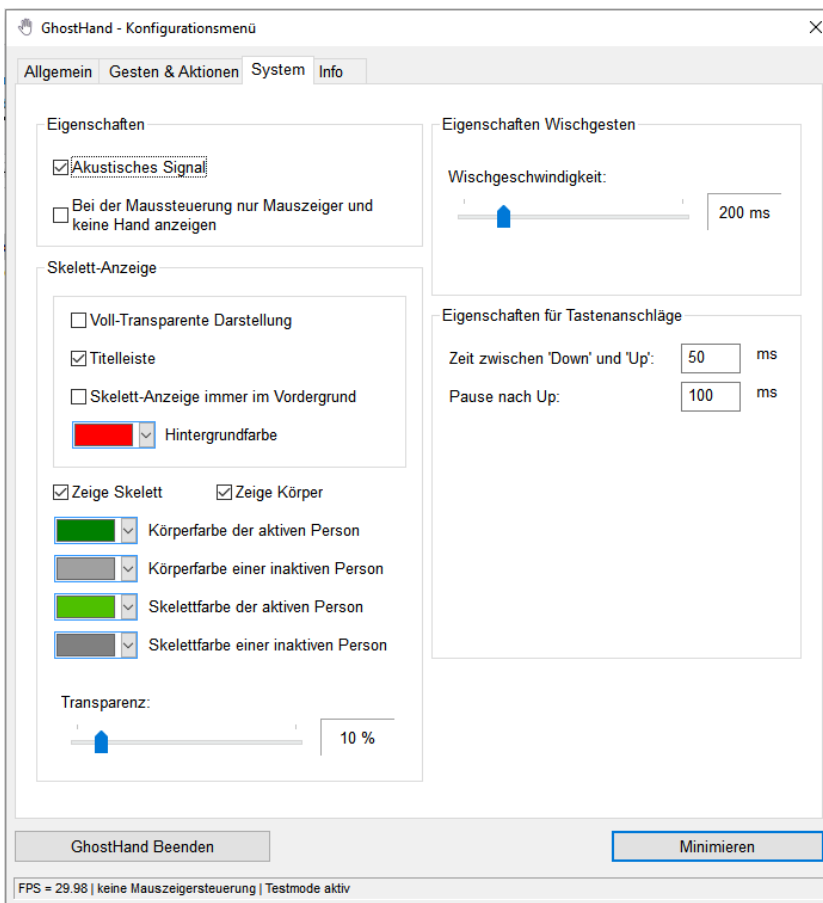 GhostHand - Konfigurationsmenü
Allgemein Gesten & Aktionen System Info
Eigenschaften
Akustisches Signal
Bei der Maussteuerung nur Mauszeiger und
keine Hand anzeigen
Skelett-Anzeige
Voll-Transparente Darstellung
Titelleiste
Skelett-Anzeige immer im Vordergrund
Hintergrundfarbe
Zeige Skelett Zeige Körper
Körperfarbe der aktiven Person
Körperfarbe einer inaktiven Person
Skelettfarbe der aktiven Person
Skelettfarbe einer inaktiven Person
Transparenz:
10 %
Eigenschaften Wischgesten
Wischgeschwindigkeit:
200 ms
Eigenschaften für Tastenanschläge
Zeit zwischen 'Down' und 'Up': 50 ms
Pause nach Up: 100 ms
GhostHand Beenden
Minimieren
FPS = 29.98 | keine Mauszeigersteuerung | Testmode aktiv